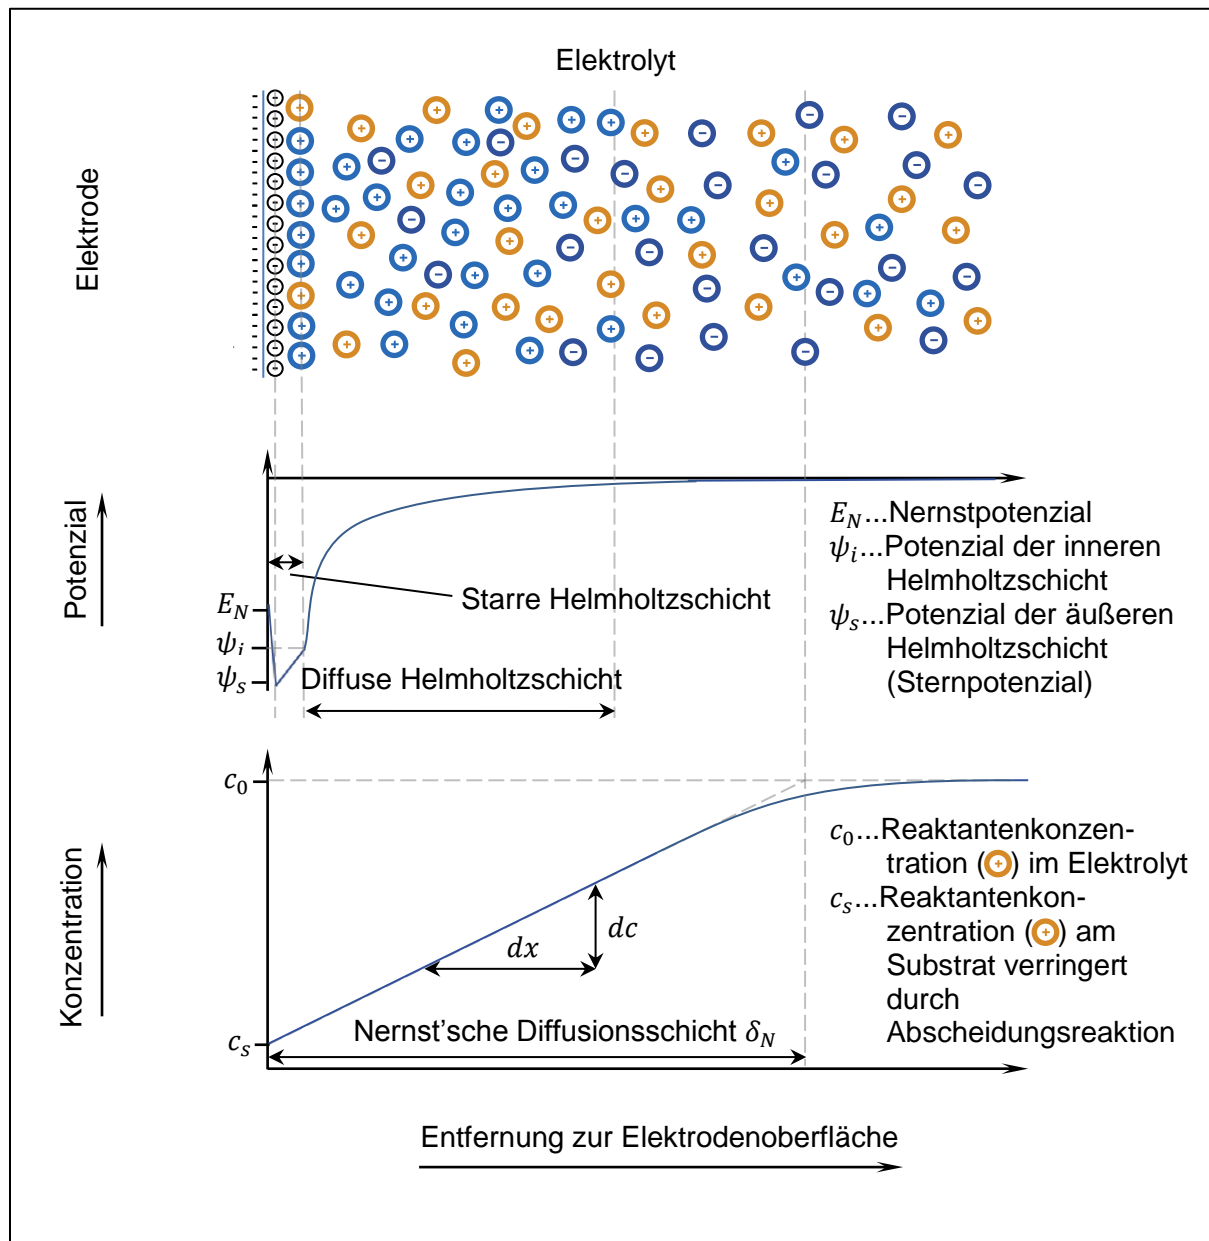 Elektrolyt
Elektrode
Potenzial
E_N
ψ_i
ψ_s
Starre Helmholtzschicht
Diffuse Helmholtzschicht
E_N...Nernstpotenzial
ψ_i...Potenzial der inneren
Helmholtzschicht
ψ_s...Potenzial der äußeren
Helmholtzschicht
(Sternpotenzial)
Konzentration
c_0
c_s
dx
dc
Nernst'sche Diffusionsschicht δ_N
c_0...Reaktantenkonzen-
tration (+) im Elektrolyt
c_s...Reaktantenkon-
zentration (+) am
Substrat verringert
durch
Abscheidungsreaktion
Entfernung zur Elektrodenoberfläche